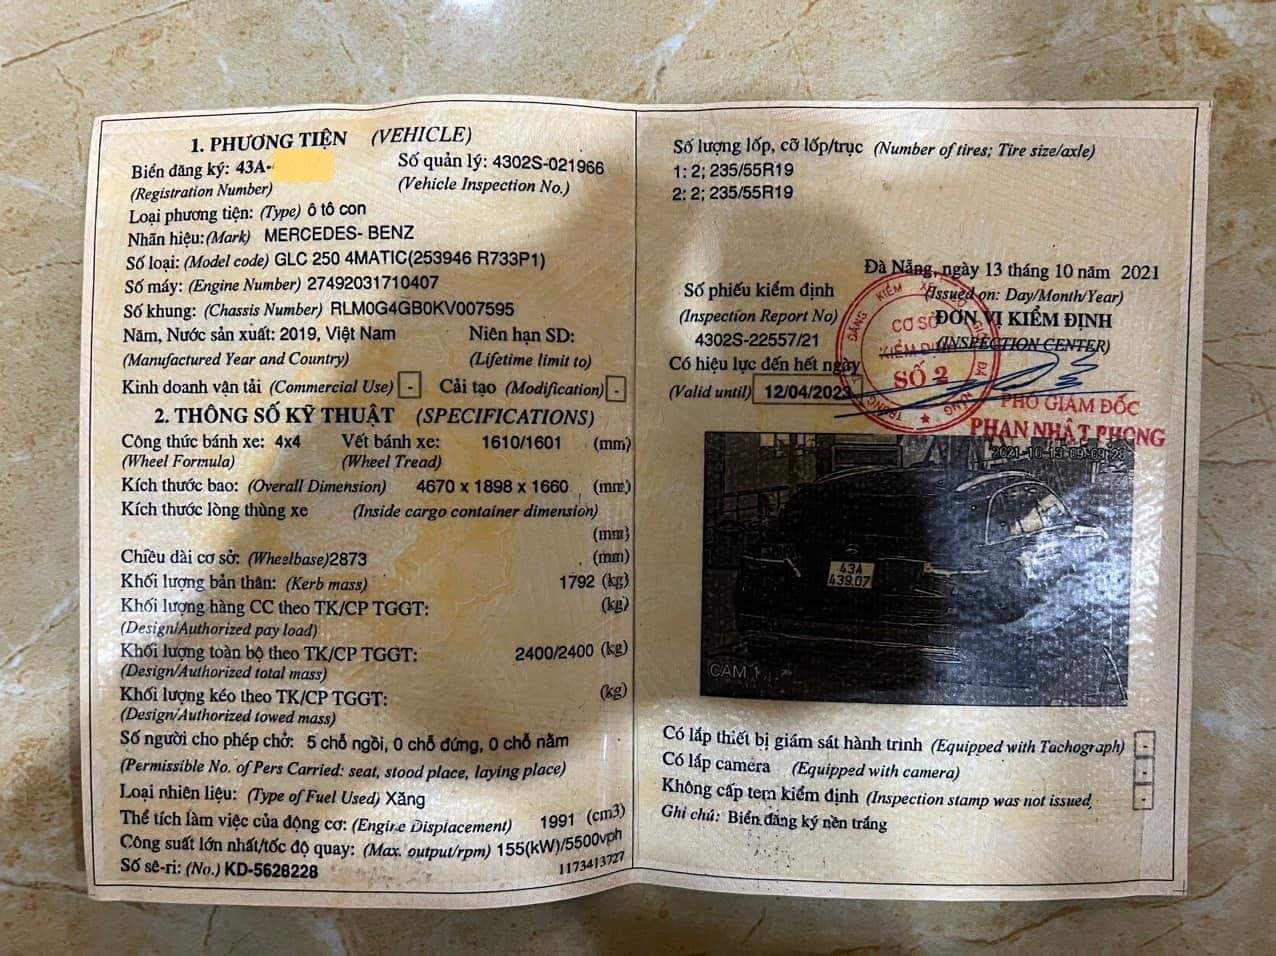 1. PHƯƠNG TIỆN (VEHICLE)
Biển đăng ký: 43A- Số quản lý: 4302S-021966
(Registration Number) (Vehicle Inspection No.)
Loại phương tiện: (Type) ô tô con
Nhãn hiệu: (Mark) MERCEDES- BENZ
Số loại: (Model code) GLC 250 4MATIC(253946 R733P1)
Số máy: (Engine Number) 27492031710407
Số khung: (Chassis Number) RLM0G4GB0KV007595
Năm, Nước sản xuất: 2019, Việt Nam Niên hạn SD:
(Manufactured Year and Country) (Lifetime limit to)
Kinh doanh vận tải (Commercial Use) - Cải tạo (Modification) -
2. THÔNG SỐ KỸ THUẬT (SPECIFICATIONS)
Công thức bánh xe: 4x4 Vết bánh xe: 1610/1601 (mm)
(Wheel Formula) (Wheel Tread)
Kích thước bao: (Overall Dimension) 4670 x 1898 x 1660 (mm)
Kích thước lòng thùng xe (Inside cargo container dimension)
(mm)
Chiều dài cơ sở: (Wheelbase)2873 (mm)
Khối lượng bản thân: (Kerb mass) 1792 (kg)
Khối lượng hàng CC theo TK/CP TGGT: (kg)
(Design/Authorized pay load)
Khối lượng toàn bộ theo TK/CP TGGT: 2400/2400 (kg)
(Design/Authorized total mass)
Khối lượng kéo theo TK/CP TGGT: (kg)
(Design/Authorized towed mass)
Số người cho phép chở: 5 chỗ ngồi, 0 chỗ đứng, 0 chỗ nằm
(Permissible No. of Pers Carried: seat, stood place, laying place)
Loại nhiên liệu: (Type of Fuel Used) Xăng
Thể tích làm việc của động cơ: (Engine Displacement) 1991 (cm3)
Công suất lớn nhất/tốc độ quay: (Max. output/rpm) 155(kW)/5500vph
Số sê-ri: (No.) KD-5628228 1173413727
Số lượng lốp, cỡ lốp/trục (Number of tires; Tire size/axle)
1: 2; 235/55R19
2: 2; 235/55R19
Đà Nẵng, ngày 13 tháng 10 năm 2021
(Issued on: Day/Month/Year)
Số phiếu kiểm định
(Inspection Report No)
4302S-22557/21
ĐƠN VỊ KIỂM ĐỊNH
(INSPECTION CENTER)
Có hiệu lực đến hết ngày
(Valid until) 12/04/2023
CƠ SỞ
KIỂM ĐỊNH
SỐ 2
PHÓ GIÁM ĐỐC
PHAN NHẬT PHONG
2021-10-13 09:09:28
43A
439.07
CAM 1
Có lắp thiết bị giám sát hành trình (Equipped with Tachograph) -
Có lắp camera (Equipped with camera) -
Không cấp tem kiểm định (Inspection stamp was not issued) -
Ghi chú: Biển đăng ký nền trắng